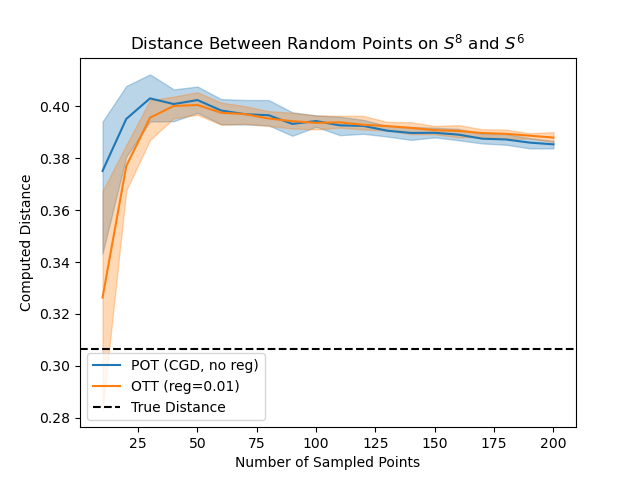 Distance Between Random Points on $S^8$ and $S^6$
0.40
0.38
0.36
0.34
0.32
0.30
0.28
Computed Distance
POT (CGD, no reg)
OTT (reg=0.01)
True Distance
25 50 75 100 125 150 175 200
Number of Sampled Points